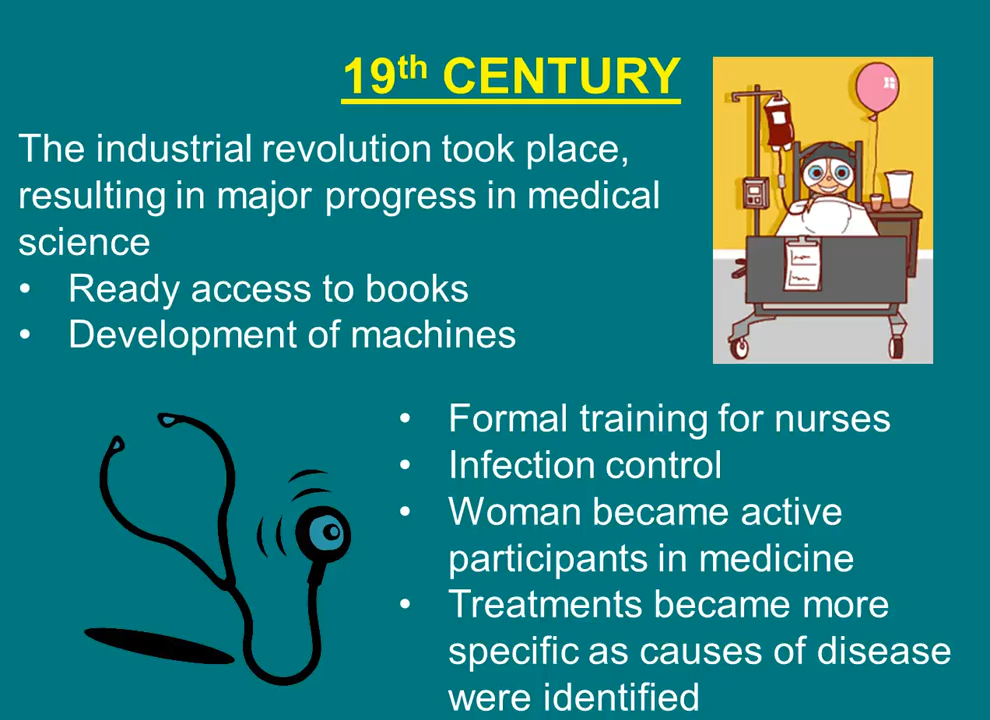 19th CENTURY
The industrial revolution took place,
resulting in major progress in medical
science
• Ready access to books
• Development of machines
• Formal training for nurses
• Infection control
• Woman became active
participants in medicine
• Treatments became more
specific as causes of disease
were identified